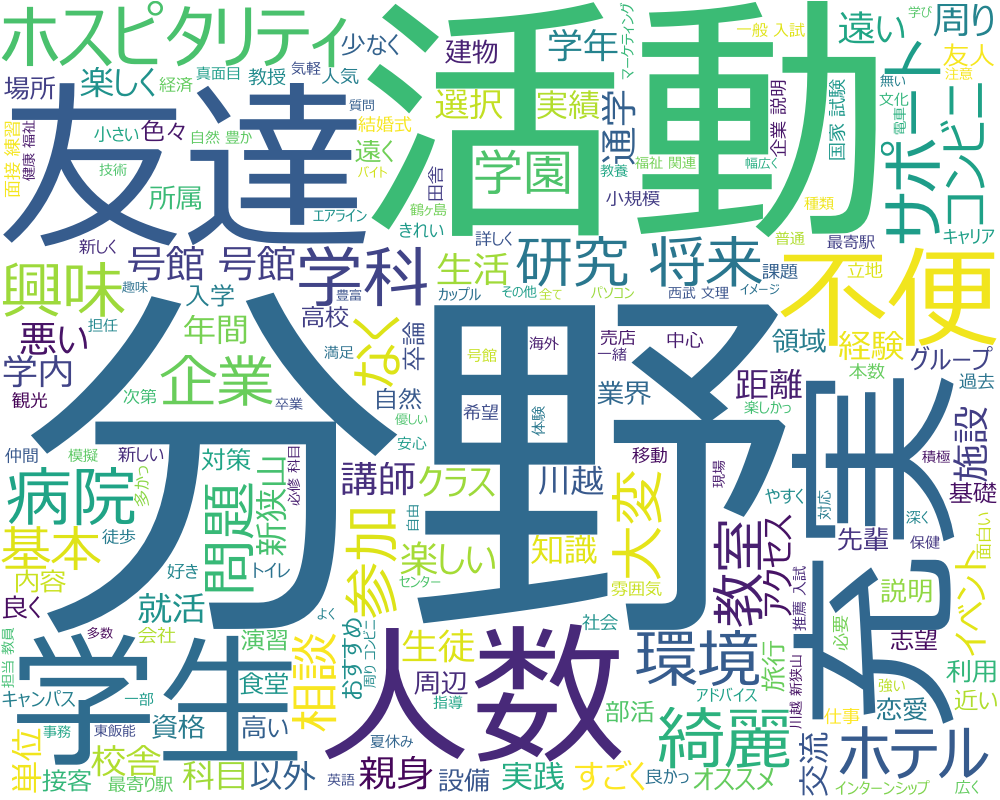 ホスピタリティ
少なく
建物
学年
マーケティング
一般 入試
学び
遠い
周り
場所
楽しく
経済
真面目
教授
気軽
人気
選択
実績
通学
企業 説明
国家 試験
無い
文化
電車
友人
注意
友達
活動
サポート
コンビニ
面接 練習
健康 福祉
小さい
色々
自然 豊か
質問
結婚式
バイト
技術
所属
遠く
学園
田舎
福祉 関連
教養
幅広く
小規模
種類
鶴ヶ島
エアライン
きれい
新しく
詳しく
普通
最寄駅
キャリア
興味
号館 号館
学科
生活
研究
将来
課題
不便
立地
趣味
入学
豊富
カップル
その他
全て
パソコン
西武 文理
イメージ
担任
悪い
年間
高校
なく
卒論
号館
海外
売店
一緒
中心
領域
経験
グループ
学内
満足
企業
自然
業界
距離
本数
過去
観光
次第
卒業
優しい
希望
体験
楽しかっ
分野
充実
仲間
模擬
新しい
多かっ
対策
新狭山
必修 科目
安心
講師
クラス
川越
移動
現場
やすく
対応
積極
施設
基礎
病院
問題
参加
自由
大変
教室
アクセス
深く
面白い
基本
徒歩
楽しい
知識
先輩
保健
内容
好き
トイレ
センター
雰囲気
推薦 入試
説明
イベント
良く
就活
よく
社会
必要
志望
担当 教員
多数
会社
演習
相談
おすすめ
周り コンビニ
生徒
人数
環境
旅行
川越 新狭山
利用
学生
キャンパス
一部
食堂
周辺
指導
アドバイス
強い
恋愛
近い
単位
事務
東飯能
資格
高い
部活
綺麗
仕事
交流
ホテル
校舎
夏休み
接客
最寄り駅
科目
以外
英語
親身
設備
実践
すごく
良かっ
オススメ
インターンシップ
広く